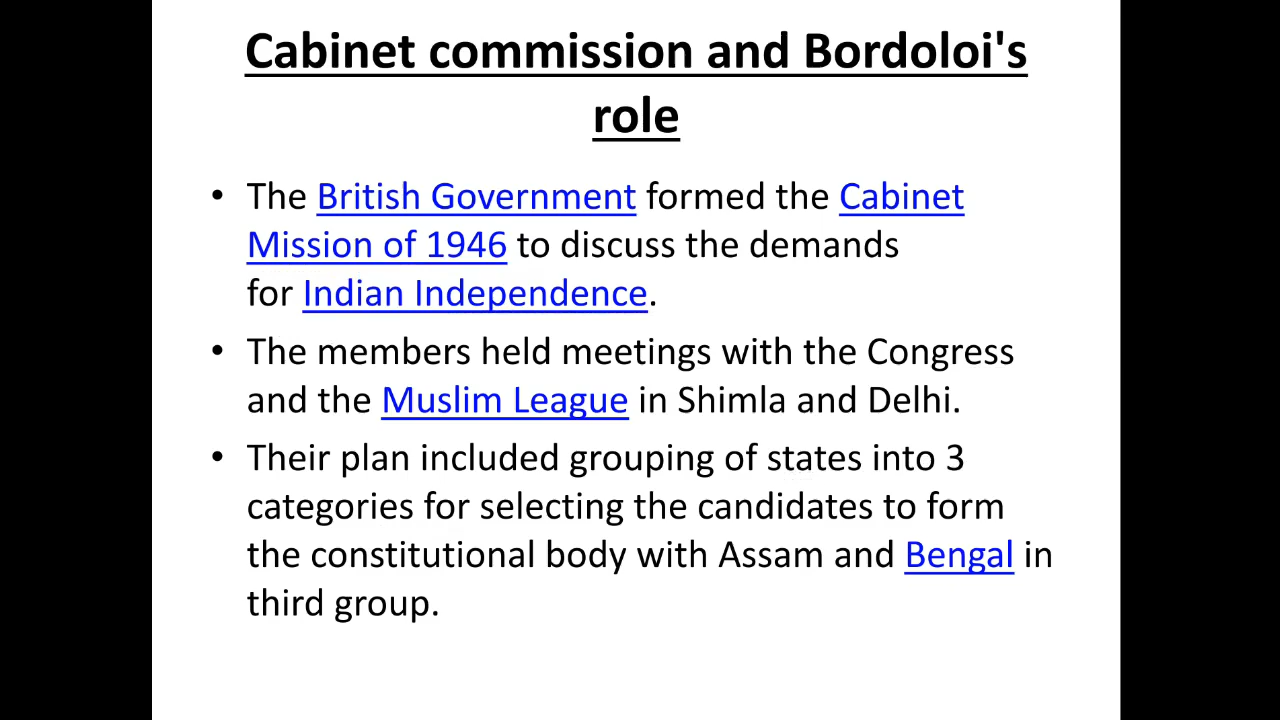 Cabinet commission and Bordoloi's
role
• The British Government formed the Cabinet
Mission of 1946 to discuss the demands
for Indian Independence.
• The members held meetings with the Congress
and the Muslim League in Shimla and Delhi.
• Their plan included grouping of states into 3
categories for selecting the candidates to form
the constitutional body with Assam and Bengal in
third group.